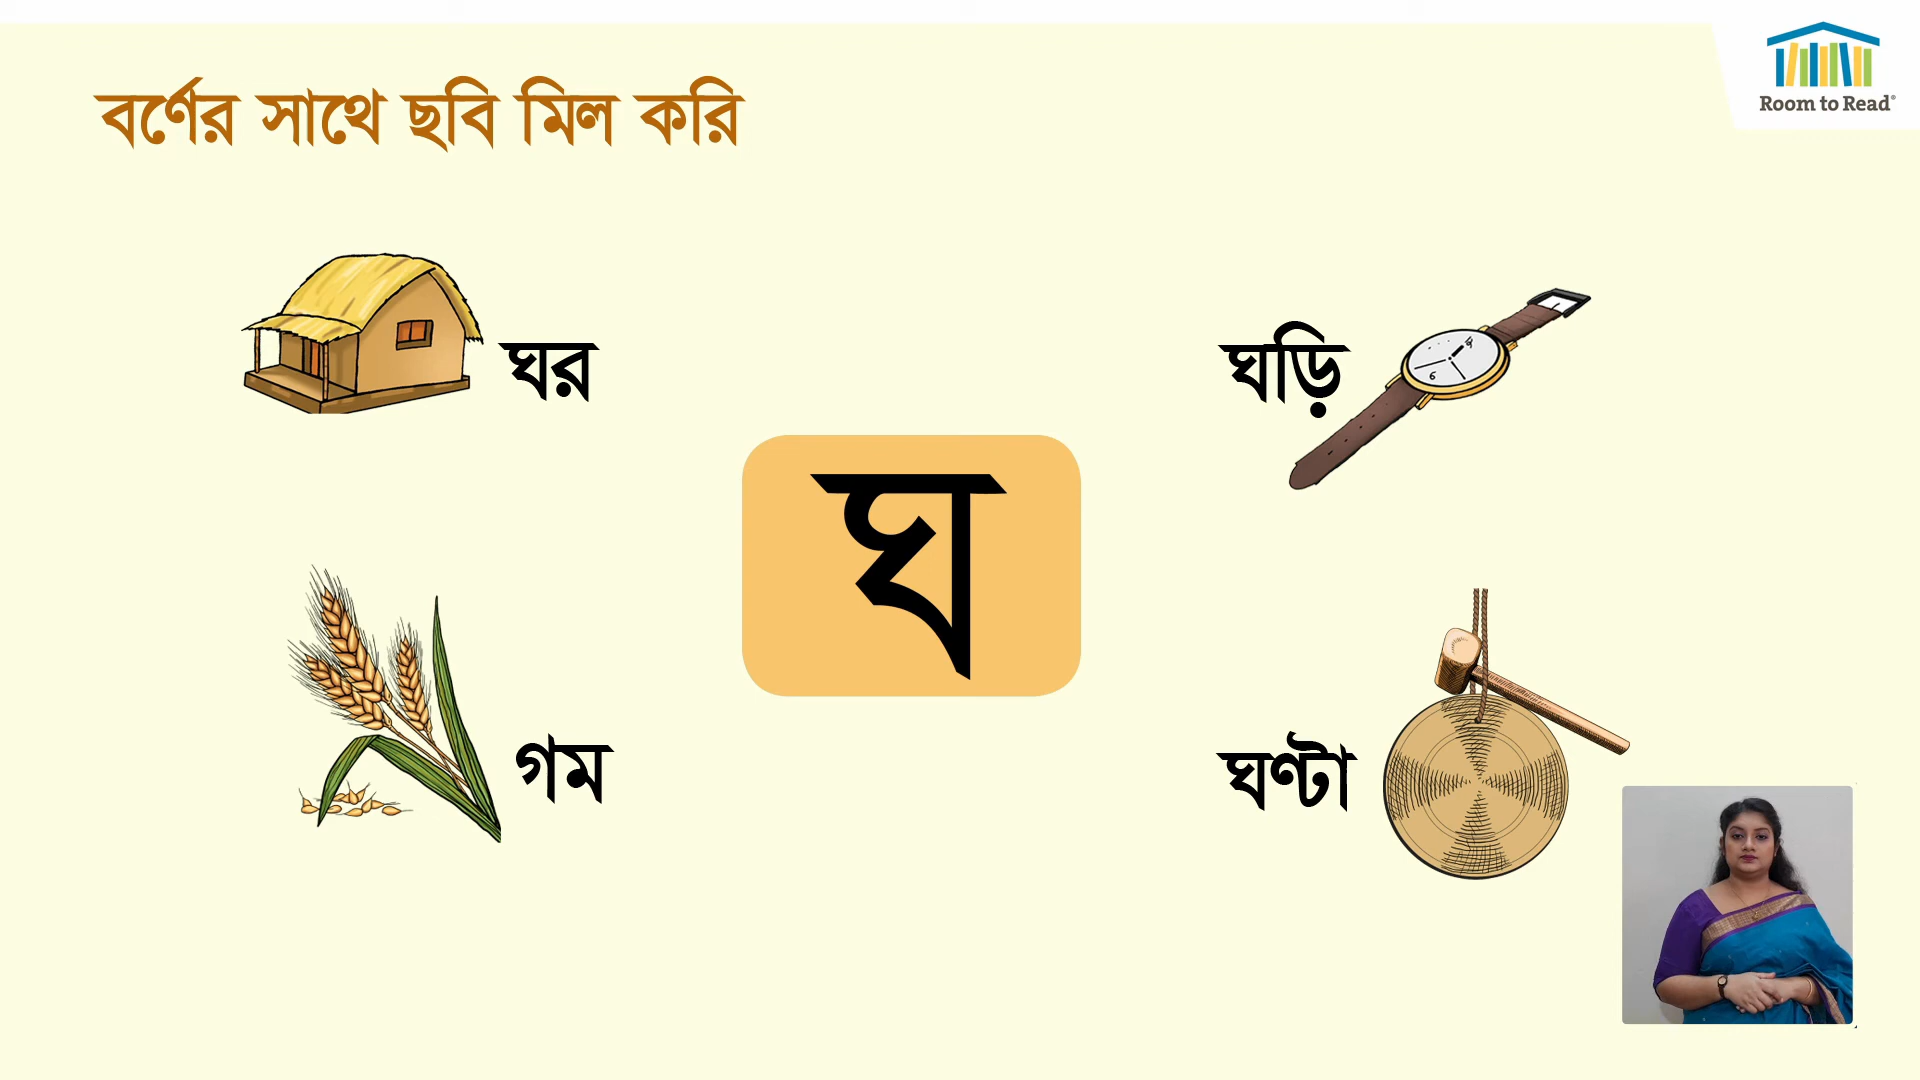 বর্ণের সাথে ছবি মিল করি
Room to Read®
ঘর
ঘড়ি
ঘ
গম
ঘণ্টা